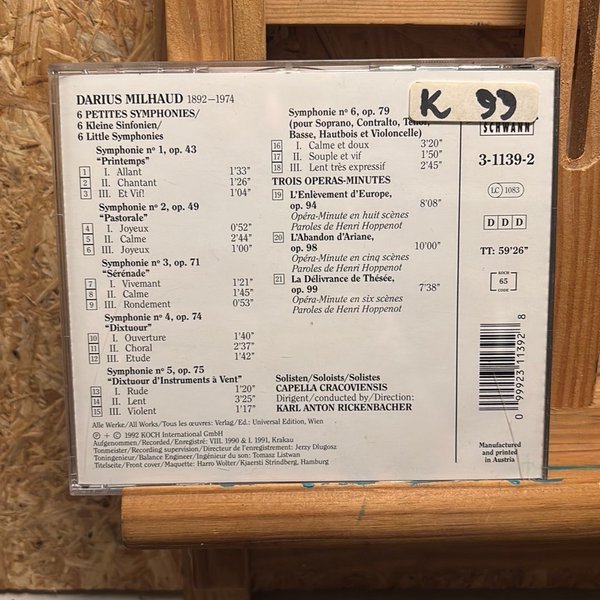 DARIUS MILHAUD 1892–1974
6 PETITES SYMPHONIES/
6 Kleine Sinfonien/
6 Little Symphonies
Symphonie nº 1, op. 43
"Printemps"
1 I. Allant 1'33"
2 II. Chantant 1'26"
3 III. Et Vif! 1'04"
Symphonie nº 2, op. 49
"Pastorale"
4 I. Joyeux 0'52"
5 II. Calme 2'44"
6 III. Joyeux 1'00"
Symphonie nº 3, op. 71
"Sérénade"
7 I. Vivemant 1'21"
8 II. Calme 1'45"
9 III. Rondement 0'53"
Symphonie nº 4, op. 74
"Dixtuour"
10 I. Ouverture 1'40"
11 II. Choral 2'37"
12 III. Etude 1'42"
Symphonie nº 5, op. 75
"Dixtuour d'Instruments à Vent"
13 I. Rude 1'20"
14 II. Lent 3'25"
15 III. Violent 1'17"
Symphonie nº 6, op. 79
(pour Soprano, Contralto, Tenor,
Basse, Hautbois et Violoncelle)
16 I. Calme et doux 3'20"
17 II. Souple et vif 1'50"
18 III. Lent très expressif 2'45"
TROIS OPERAS-MINUTES
19 L'Enlèvement d'Europe,
op. 94 8'08"
Opéra-Minute en huit scènes
Paroles de Henri Hoppenot
20 L'Abandon d'Ariane,
op. 98 10'00"
Opéra-Minute en cinq scènes
Paroles de Henri Hoppenot
21 La Délivrance de Thésée,
op. 99 7'38"
Opéra-Minute en six scènes
Paroles de Henri Hoppenot
Solisten/Soloists/Solistes
CAPELLA CRACOVIENSIS
Dirigent/conducted by/Direction:
KARL ANTON RICKENBACHER
Alle Werke/All Works/Tous les œuvres: Verlag/Ed.: Universal Edition, Wien
℗ + © 1992 KOCH International GmbH
Aufgenommen/Recorded/Enregistré: VIII. 1990 & I. 1991, Krakau
Tonmeister/Recording supervision/Directement d'enregistrement: Jerzy Dlugosz
Toningenieur/Balance Engineer/Ingénieur du son: Tomasz Listwan
Titelseite/Front cover/Maquette: Harro Wolter/Kjaersti Strindberg, Hamburg
K 99
SCHWANN
3-1139-2
LC 1083
DDD
TT: 59'26"
KOCH
65
CODE
0 99923 11392 8
Manufactured
and printed
in Austria